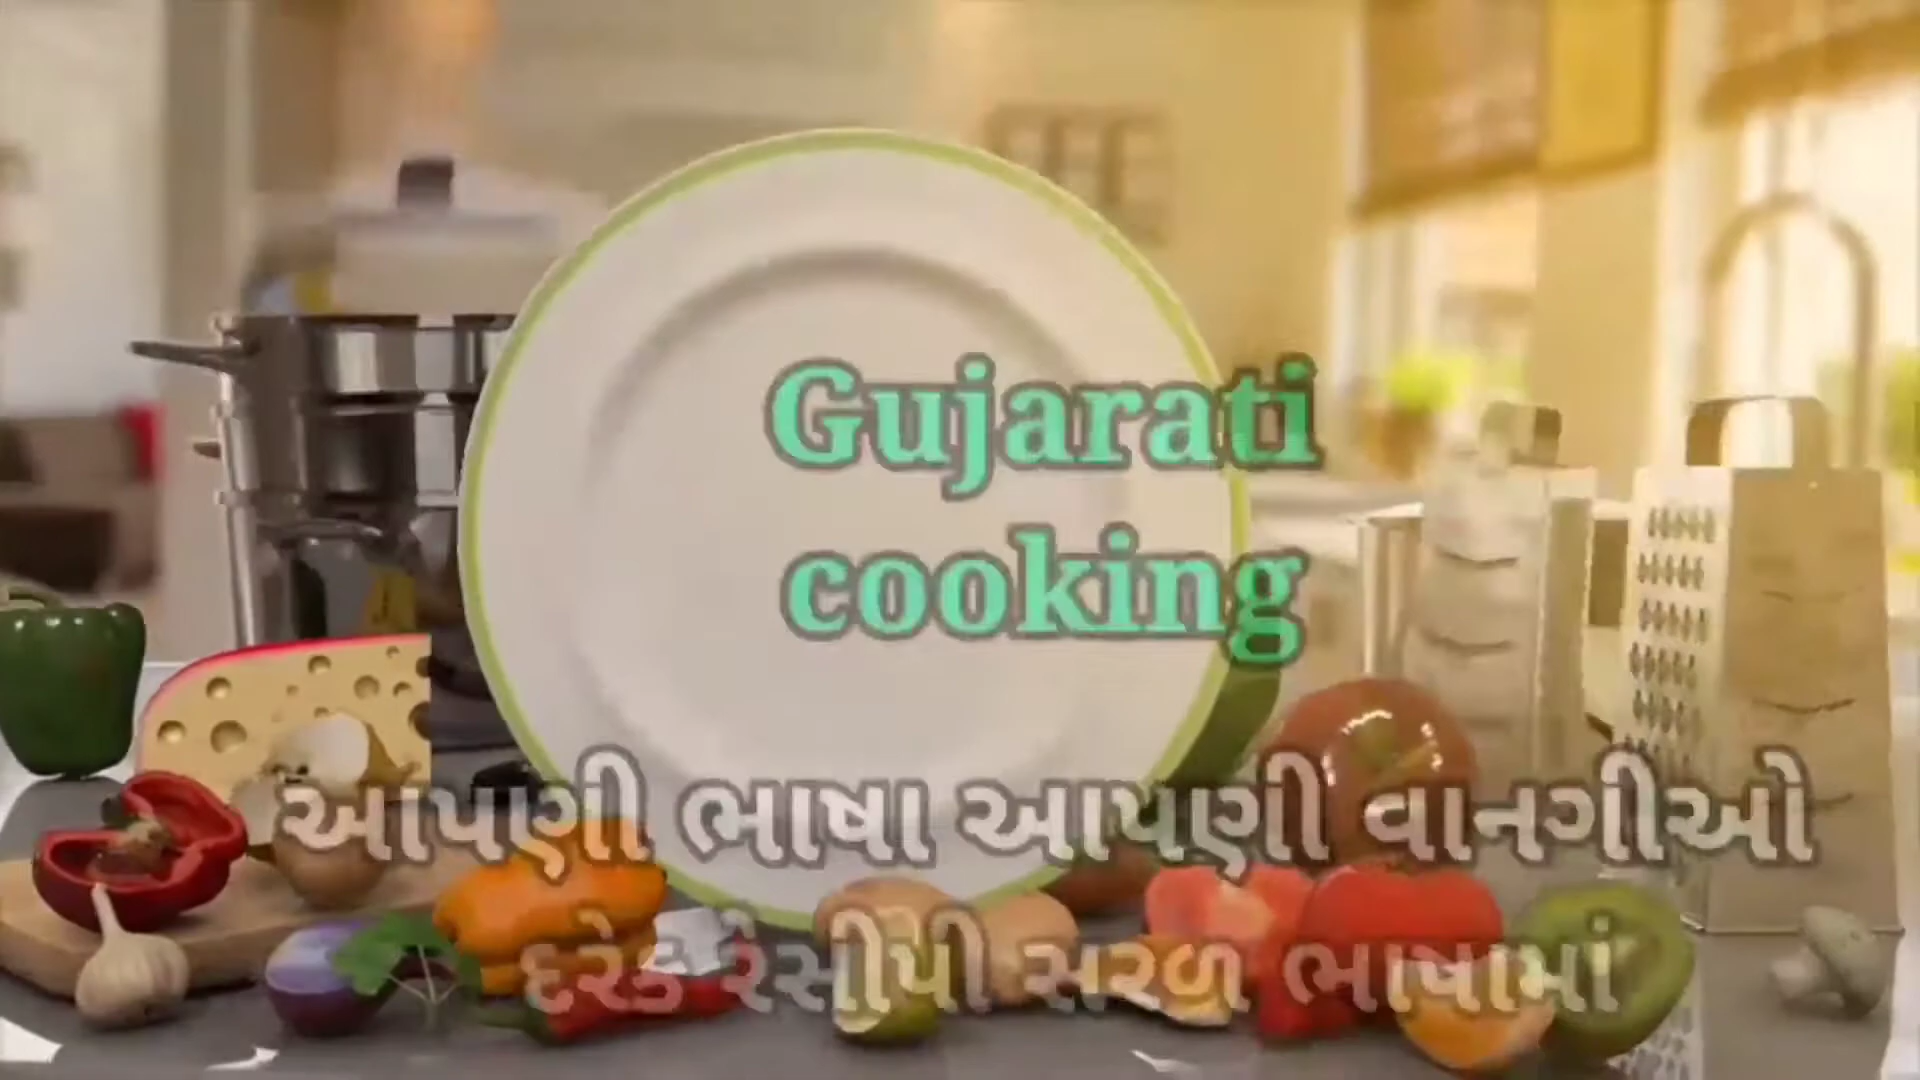 Gujarati
cooking
આપણી ભાષા આપણી વાનગીઓ
દરેક રેસીપી સરળ ભાષામાં